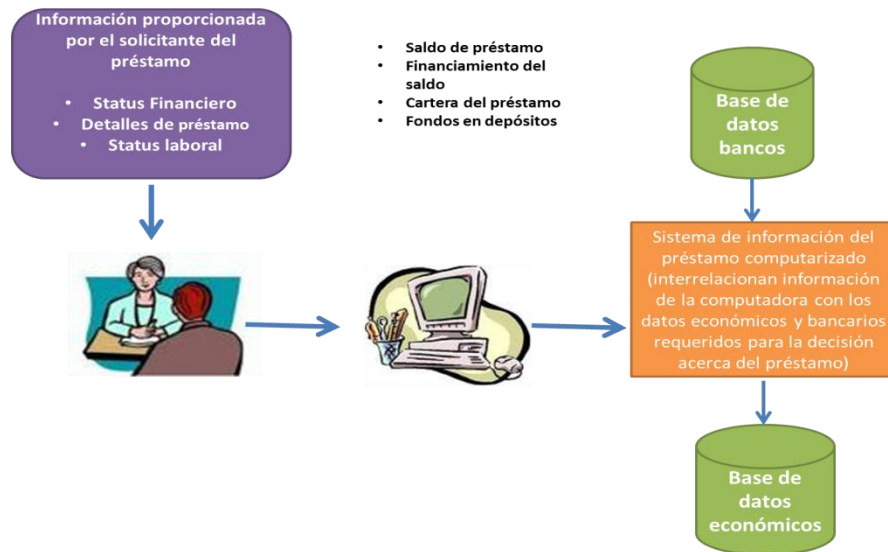 Información proporcionada
por el solicitante del
préstamo
• Status Financiero
• Detalles de préstamo
• Status laboral
• Saldo de préstamo
• Financiamiento del
saldo
• Cartera del préstamo
• Fondos en depósitos
Base de
datos
bancos
Sistema de información del
préstamo computarizado
(interrelacionan información
de la computadora con los
datos económicos y bancarios
requeridos para la decisión
acerca del préstamo)
Base de
datos
económicos